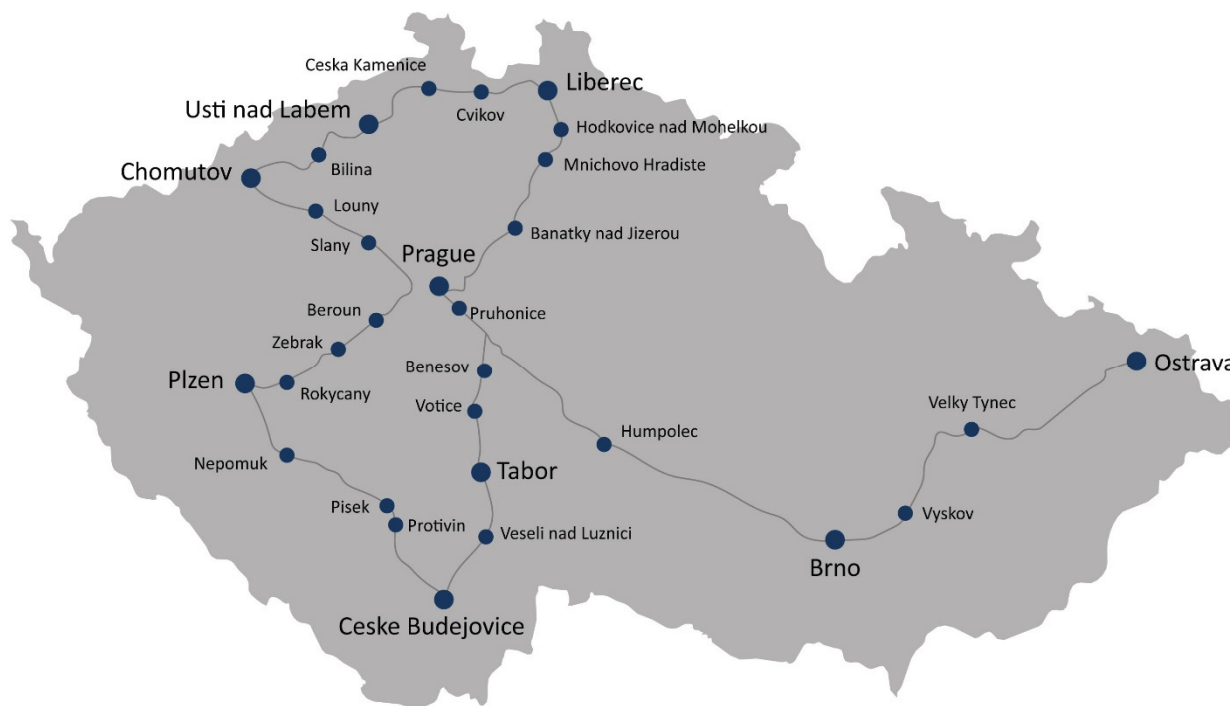 Ceska Kamenice
Liberec
Usti nad Labem
Cvikov
Hodkovice nad Mohelkou
Chomutov
Bilina
Mnichovo Hradiste
Louny
Slany
Banatky nad Jizerou
Prague
Beroun
Pruhonice
Zebrak
Benesov
Ostrava
Plzen
Rokycany
Votice
Velky Tynec
Humpolec
Nepomuk
Tabor
Pisek
Protivin
Veseli nad Luznici
Vyskov
Brno
Ceske Budejovice